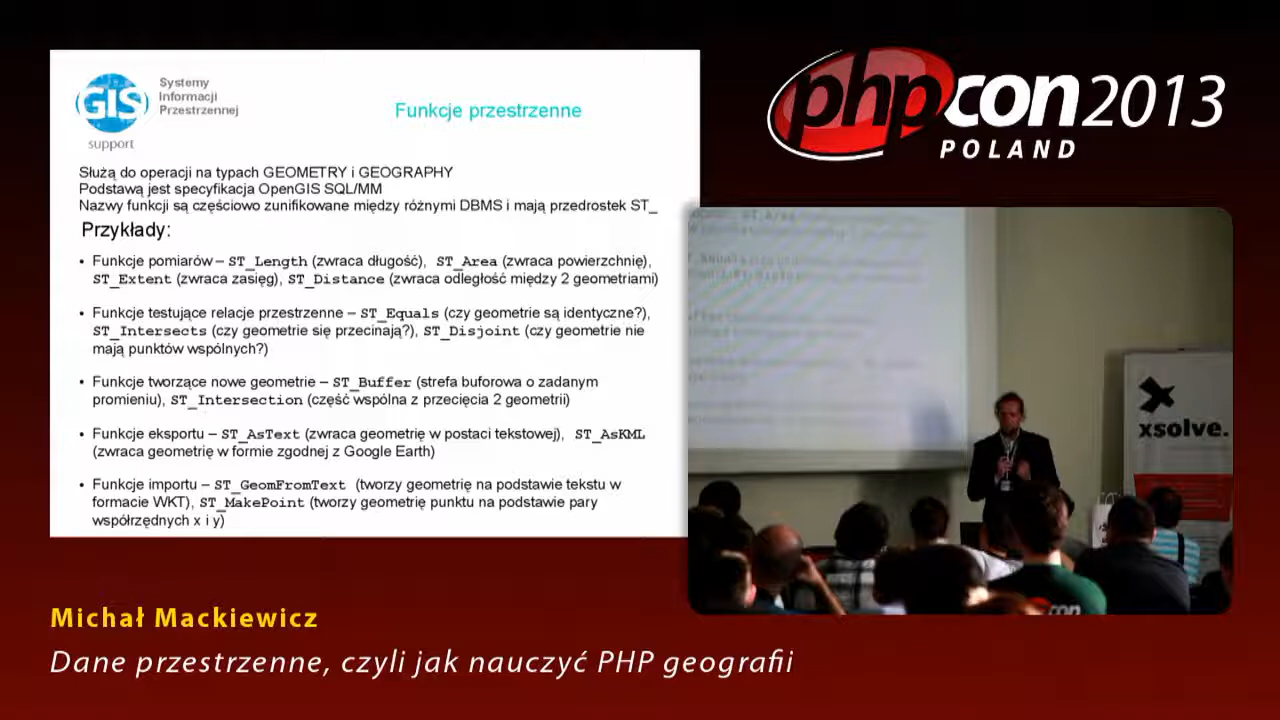 GIS
support
Systemy
Informacji
Przestrzennej
Funkcje przestrzenne
Służą do operacji na typach GEOMETRY i GEOGRAPHY
Podstawą jest specyfikacja OpenGIS SQL/MM
Nazwy funkcji są częściowo zunifikowane między różnymi DBMS i mają przedrostek ST_
Przykłady:
• Funkcje pomiarów – ST_Length (zwraca długość), ST_Area (zwraca powierzchnię),
ST_Extent (zwraca zasięg), ST_Distance (zwraca odległość między 2 geometriami)
• Funkcje testujące relacje przestrzenne – ST_Equals (czy geometrie są identyczne?),
ST_Intersects (czy geometrie się przecinają?), ST_Disjoint (czy geometrie nie
mają punktów wspólnych?)
• Funkcje tworzące nowe geometrie – ST_Buffer (strefa buforowa o zadanym
promieniu), ST_Intersection (część wspólna z przecięcia 2 geometrii)
• Funkcje eksportu – ST_AsText (zwraca geometrię w postaci tekstowej), ST_AsKML
(zwraca geometrię w formie zgodnej z Google Earth)
• Funkcje importu – ST_GeomFromText (tworzy geometrię na podstawie tekstu w
formacie WKT), ST_MakePoint (tworzy geometrię punktu na podstawie pary
współrzędnych x i y)
phpcon 2013
POLAND
xsolve.
con
Michał Mackiewicz
Dane przestrzenne, czyli jak nauczyć PHP geografii